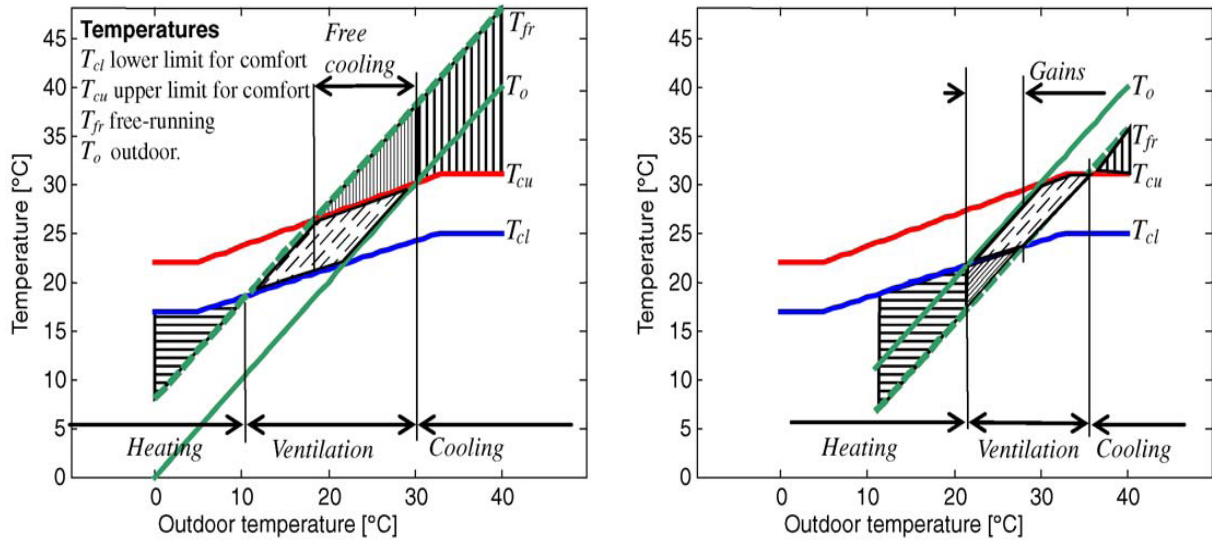 45
40
35
30
25
20
15
10
5
0
Temperature [°C]
Temperatures
Tcl lower limit for comfort
Tcu upper limit for comfort
Tfr free-running
To outdoor.
Free
cooling
Tfr
To
Tcu
Tcl
Heating
Ventilation
Cooling
0 10 20 30 40
Outdoor temperature [°C]
45
40
35
30
25
20
15
10
5
0
Temperature [°C]
Gains
To
Tfr
Tcu
Tcl
Heating
Ventilation
Cooling
0 10 20 30 40
Outdoor temperature [°C]